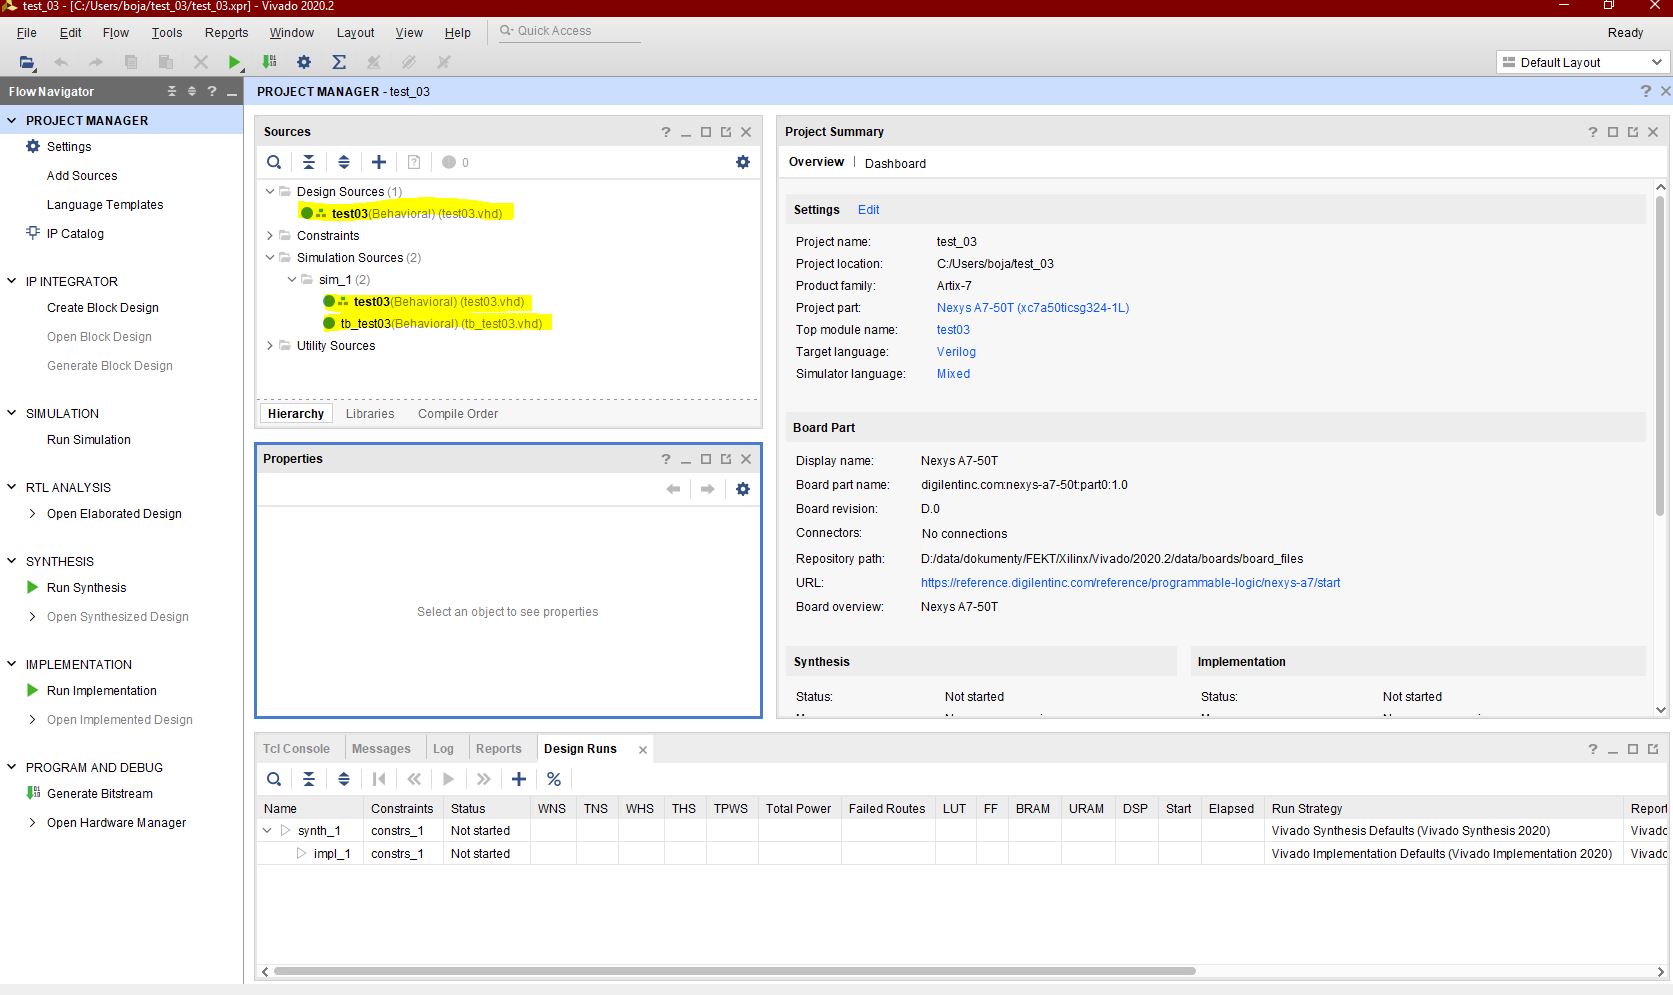 test_03 - [C:/Users/boja/test_03/test_03.xpr] - Vivado 2020.2
File Edit Flow Tools Reports Window Layout View Help Quick Access Ready
Default Layout
Flow Navigator
PROJECT MANAGER
Settings
Add Sources
Language Templates
IP Catalog
IP INTEGRATOR
Create Block Design
Open Block Design
Generate Block Design
SIMULATION
Run Simulation
RTL ANALYSIS
Open Elaborated Design
SYNTHESIS
Run Synthesis
Open Synthesized Design
IMPLEMENTATION
Run Implementation
Open Implemented Design
PROGRAM AND DEBUG
Generate Bitstream
Open Hardware Manager
PROJECT MANAGER - test_03
Sources
0
Design Sources (1)
test03(Behavioral) (test03.vhd)
Constraints
Simulation Sources (2)
sim_1 (2)
test03(Behavioral) (test03.vhd)
tb_test03(Behavioral) (tb_test03.vhd)
Utility Sources
Hierarchy Libraries Compile Order
Properties
Select an object to see properties
Project Summary
Overview | Dashboard
Settings Edit
Project name: test_03
Project location: C:/Users/boja/test_03
Product family: Artix-7
Project part: Nexys A7-50T (xc7a50ticsg324-1L)
Top module name: test03
Target language: Verilog
Simulator language: Mixed
Board Part
Display name: Nexys A7-50T
Board part name: digilentinc.com:nexys-a7-50t:part0:1.0
Board revision: D.0
Connectors: No connections
Repository path: D:/data/dokumenty/FEKT/Xilinx/Vivado/2020.2/data/boards/board_files
URL: https://reference.digilentinc.com/reference/programmable-logic/nexys-a7/start
Board overview: Nexys A7-50T
Synthesis Implementation
Status: Not started Status: Not started
Tcl Console Messages Log Reports Design Runs
Name Constraints Status WNS TNS WHS THS TPWS Total Power Failed Routes LUT FF BRAM URAM DSP Start Elapsed Run Strategy Report
synth_1 constrs_1 Not started Vivado Synthesis Defaults (Vivado Synthesis 2020) Vivado
impl_1 constrs_1 Not started Vivado Implementation Defaults (Vivado Implementation 2020) Vivado